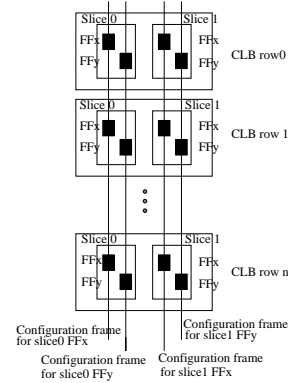 Slice 0 Slice 1
FFx FFx
FFy FFy
CLB row0
Slice 0 Slice 1
FFx FFx
FFy FFy
CLB row 1
Slice 0 Slice 1
FFx FFx
FFy FFy
CLB row n
Configuration frame
for slice0 FFx
Configuration frame
for slice0 FFy
Configuration frame
for slice1 FFx
Configuration frame
for slice1 FFy